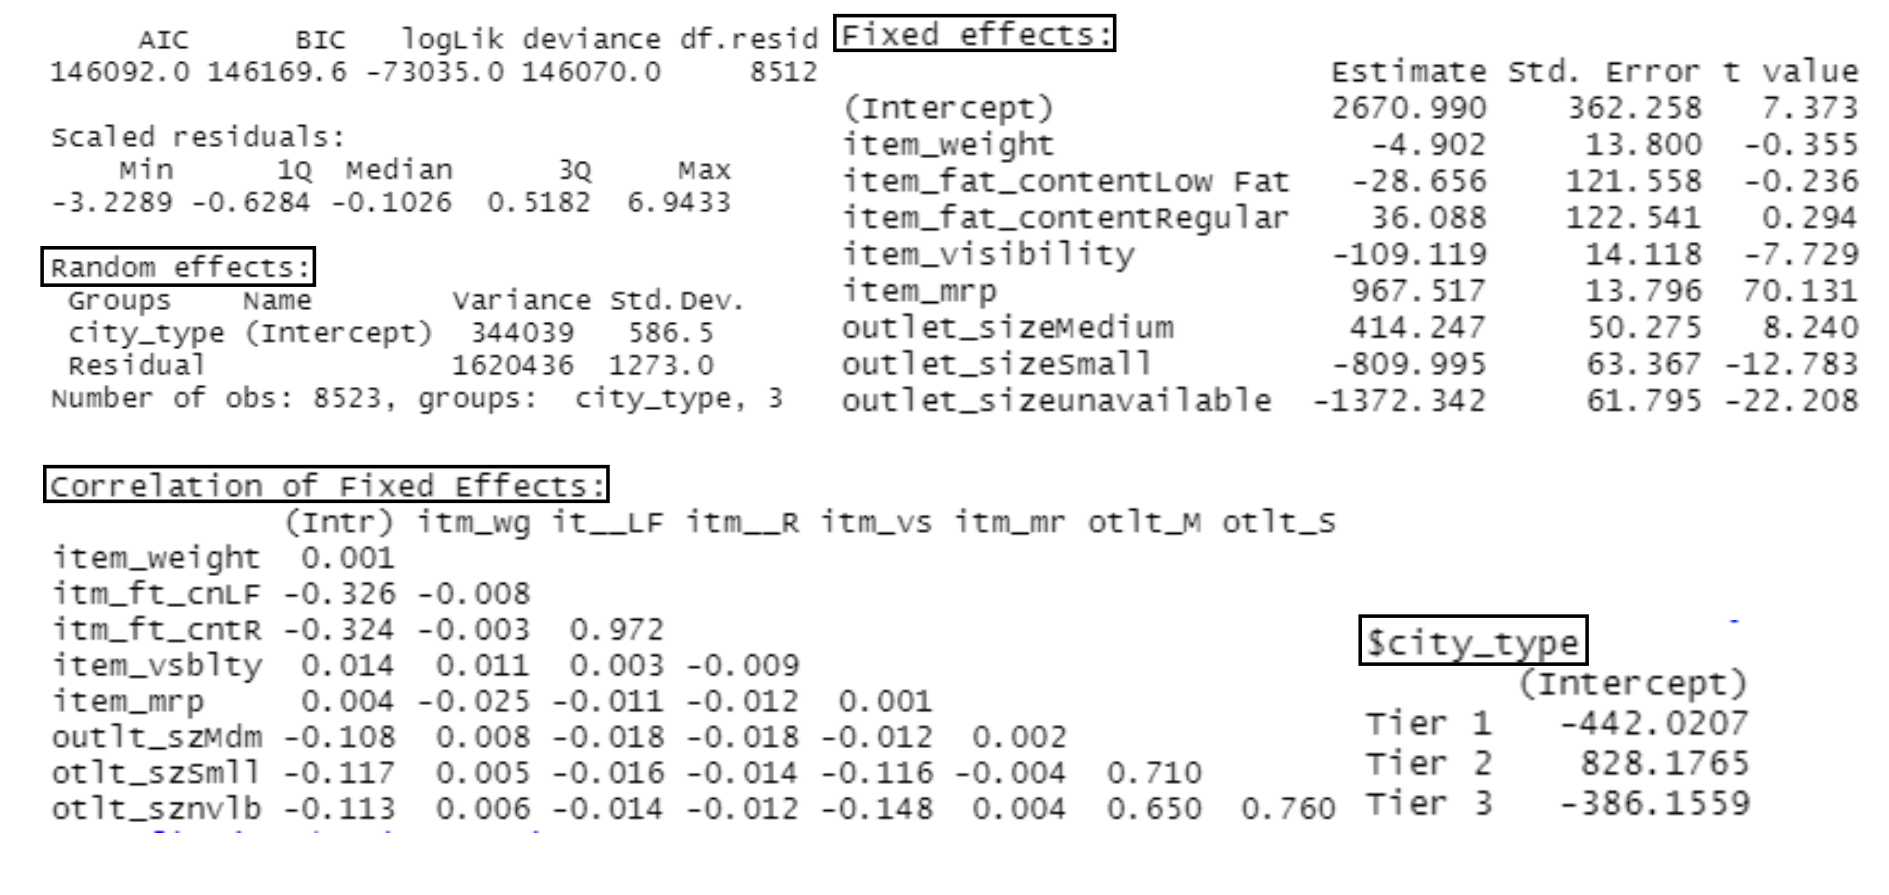 AIC BIC logLik deviance df.resid
146092.0 146169.6 -73035.0 146070.0 8512
Scaled residuals:
Min 1Q Median 3Q Max
-3.2289 -0.6284 -0.1026 0.5182 6.9433
Random effects:
Groups Name Variance Std.Dev.
city_type (Intercept) 344039 586.5
Residual 1620436 1273.0
Number of obs: 8523, groups: city_type, 3
Fixed effects:
Estimate Std. Error t value
(Intercept) 2670.990 362.258 7.373
item_weight -4.902 13.800 -0.355
item_fat_contentLow Fat -28.656 121.558 -0.236
item_fat_contentRegular 36.088 122.541 0.294
item_visibility -109.119 14.118 -7.729
item_mrp 967.517 13.796 70.131
outlet_sizeMedium 414.247 50.275 8.240
outlet_sizeSmall -809.995 63.367 -12.783
outlet_sizeunavailable -1372.342 61.795 -22.208
Correlation of Fixed Effects:
(Intr) itm_wg it__LF itm__R itm_vs itm_mr otlt_M otlt_S
item_weight 0.001
itm_ft_cnLF -0.326 -0.008
itm_ft_cntR -0.324 -0.003 0.972
item_vsblty 0.014 0.011 0.003 -0.009
item_mrp 0.004 -0.025 -0.011 -0.012 0.001
outlt_szMdm -0.108 0.008 -0.018 -0.018 -0.012 0.002
otlt_szSmll -0.117 0.005 -0.016 -0.014 -0.116 -0.004 0.710
otlt_sznvlb -0.113 0.006 -0.014 -0.012 -0.148 0.004 0.650 0.760
$city_type
(Intercept)
Tier 1 -442.0207
Tier 2 828.1765
Tier 3 -386.1559